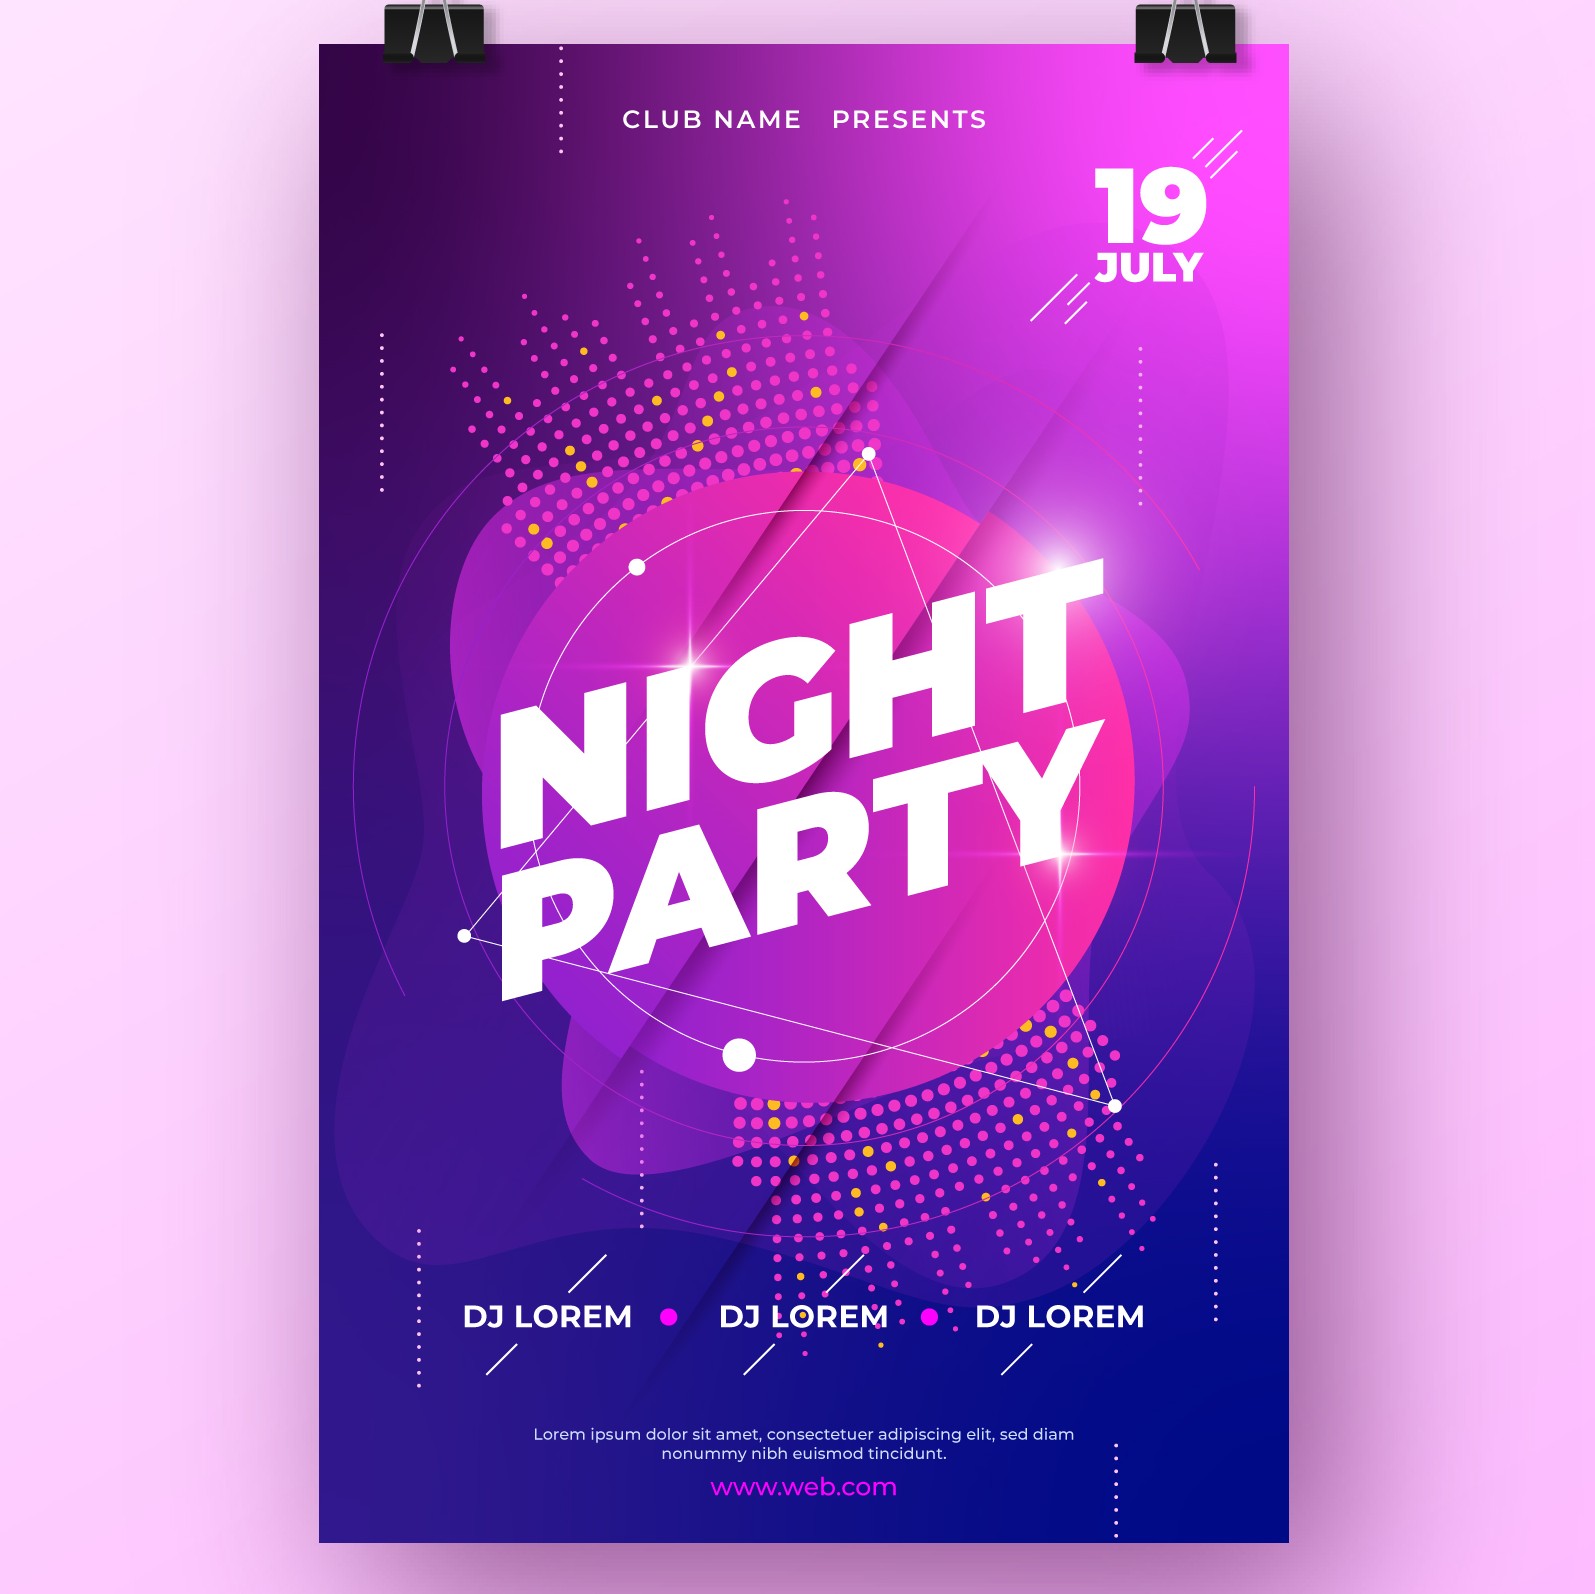 CLUB NAME PRESENTS
19
JULY
NIGHT
PARTY
DJ LOREM DJ LOREM DJ LOREM
Lorem ipsum dolor sit amet, consectetuer adipiscing elit, sed diam
nonummy nibh euismod tincidunt.
www.web.com